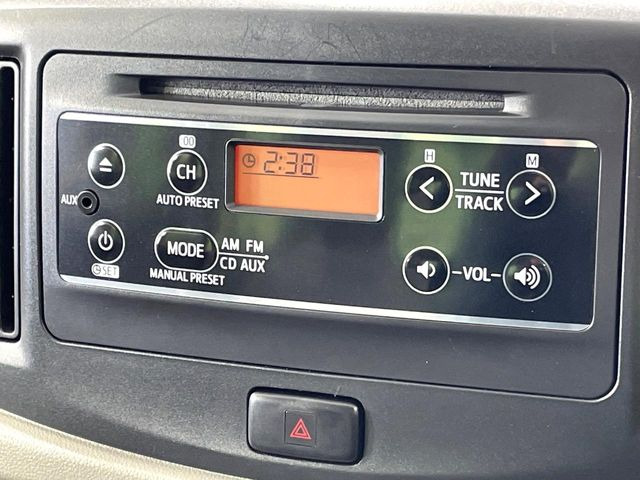 00
CH
AUTO PRESET
2:38
H
M
TUNE
TRACK
AUX
SET
MODE
AM FM
CD AUX
MANUAL PRESET
-VOL-